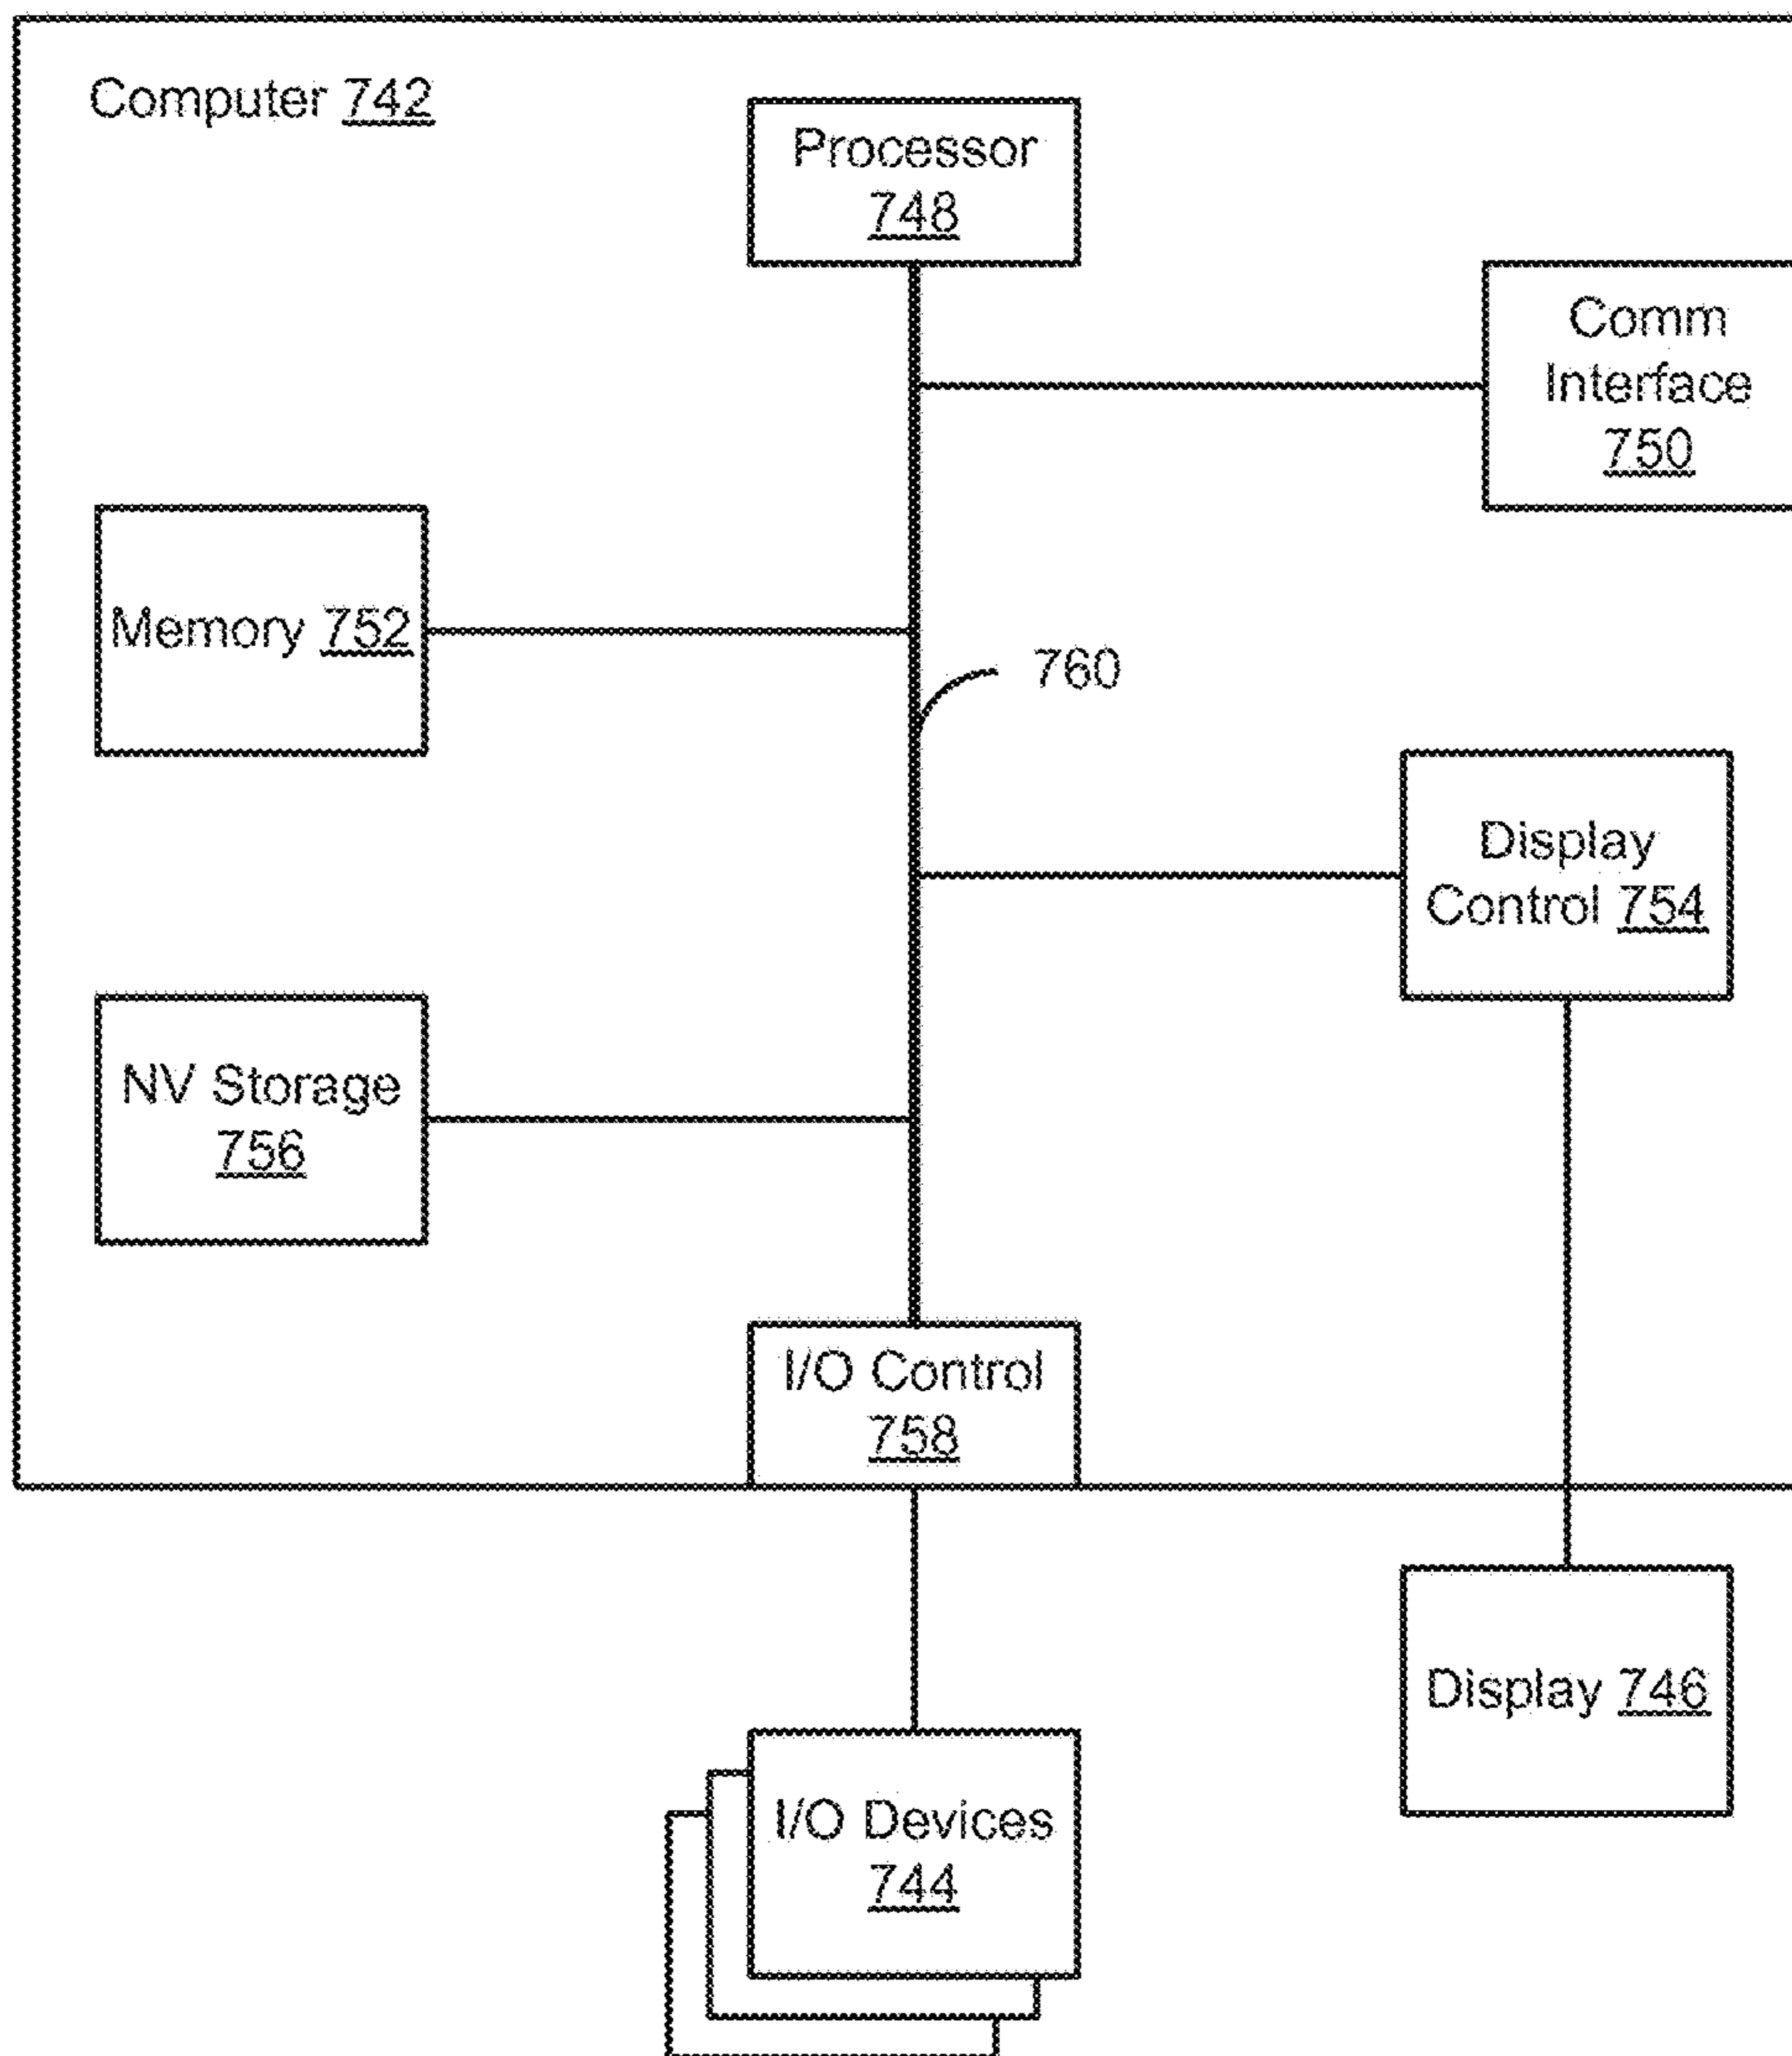 Computer 742
Processor
748
Comm
Interface
750
Memory 752
760
Display
Control 754
NV Storage
756
I/O Control
758
Display 746
I/O Devices
744